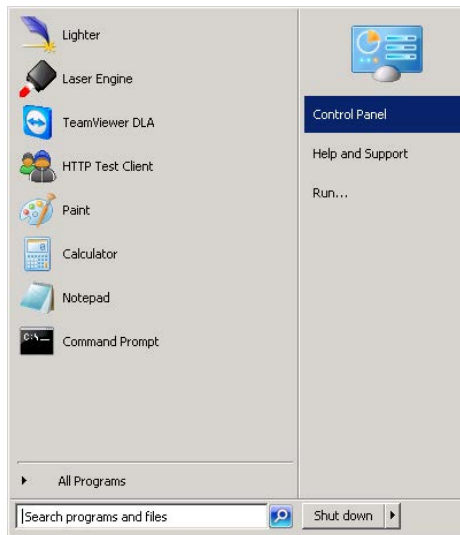 Lighter
Laser Engine
TeamViewer DLA
HTTP Test Client
Paint
Calculator
Notepad
C:\_
Command Prompt
All Programs
Search programs and files
Control Panel
Help and Support
Run...
Shut down